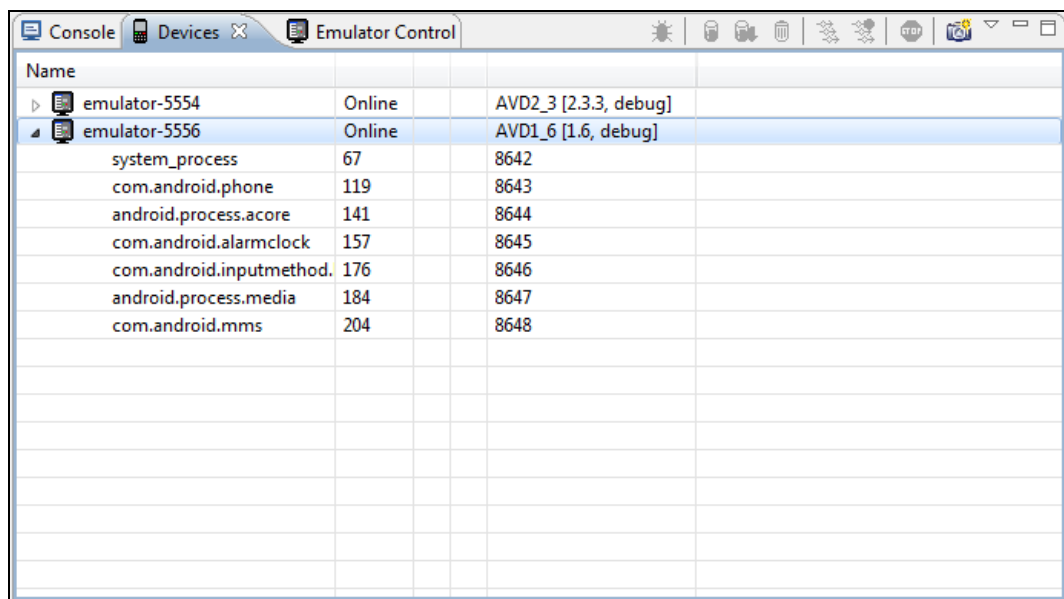 Console Devices Emulator Control
Name
emulator-5554 Online AVD2_3 [2.3.3, debug]
emulator-5556 Online AVD1_6 [1.6, debug]
system_process 67 8642
com.android.phone 119 8643
android.process.acore 141 8644
com.android.alarmclock 157 8645
com.android.inputmethod. 176 8646
android.process.media 184 8647
com.android.mms 204 8648